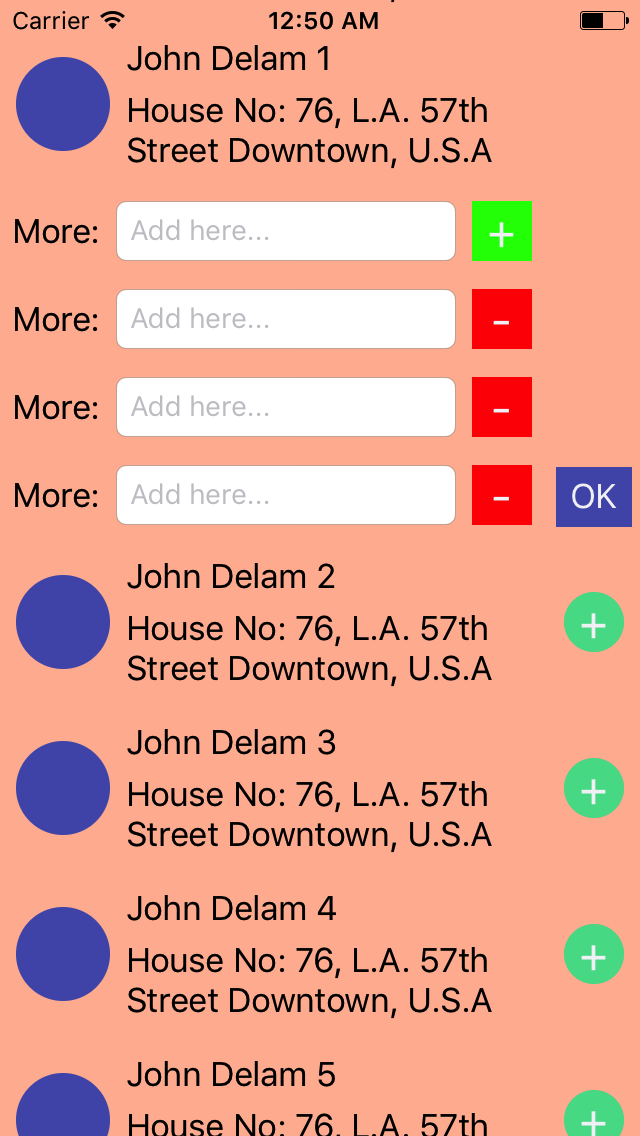 Carrier 12:50 AM
John Delam 1
House No: 76, L.A. 57th
Street Downtown, U.S.A
More: Add here... +
More: Add here... -
More: Add here... -
More: Add here... - OK
John Delam 2
House No: 76, L.A. 57th
Street Downtown, U.S.A
+
John Delam 3
House No: 76, L.A. 57th
Street Downtown, U.S.A
+
John Delam 4
House No: 76, L.A. 57th
Street Downtown, U.S.A
+
John Delam 5
House No: 76, L.A. 57th
+